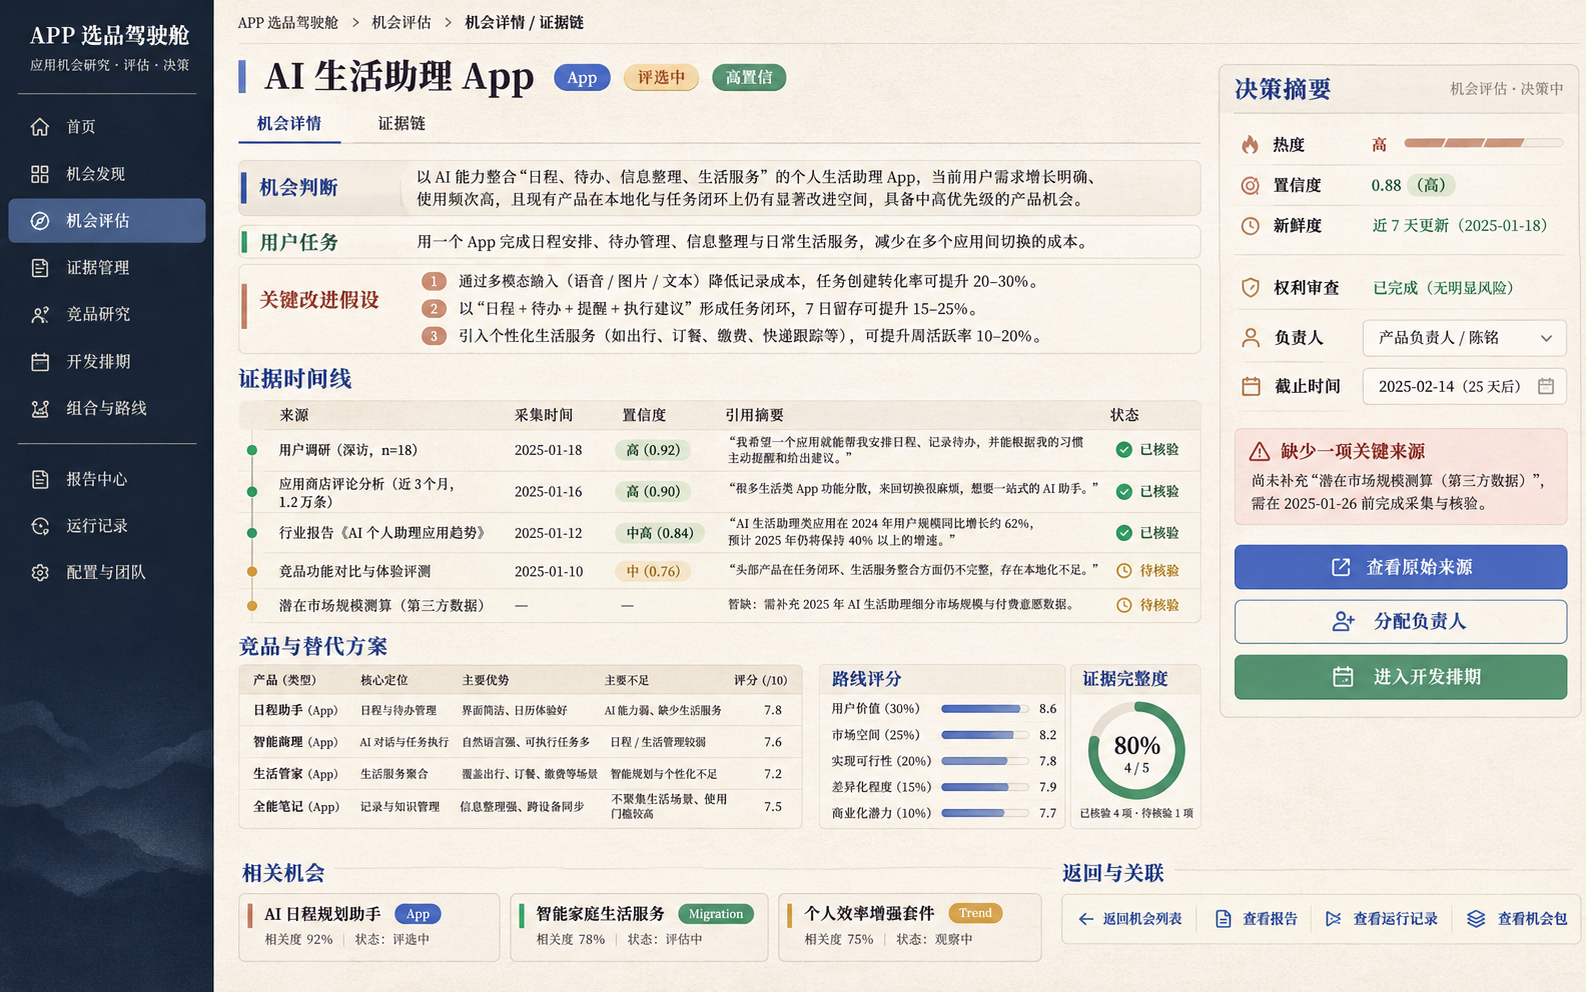 APP 选品驾驶舱
应用机会研究 · 评估 · 决策
首页
机会发现
机会评估
证据管理
竞品研究
开发排期
组合与路线
报告中心
运行记录
配置与团队
APP 选品驾驶舱 > 机会评估 > 机会详情 / 证据链
AI 生活助理 App App 评选中 高置信
机会详情 证据链
机会判断
以 AI 能力整合“日程、待办、信息整理、生活服务”的个人生活助理 App，当前用户需求增长明确、
使用频次高，且现有产品在本地化与任务闭环上仍有显著改进空间，具备中高优先级的产品机会。
用户任务
用一个 App 完成日程安排、待办管理、信息整理与日常生活服务，减少在多个应用间切换的成本。
关键改进假设
1 通过多模态输入（语音 / 图片 / 文本）降低记录成本，任务创建转化率可提升 20–30%。
2 以“日程 + 待办 + 提醒 + 执行建议”形成任务闭环，7 日留存可提升 15–25%。
3 引入个性化生活服务（如出行、订餐、缴费、快递跟踪等），可提升周活跃率 10–20%。
证据时间线
来源 采集时间 置信度 引用摘要 状态
用户调研（深访，n=18） 2025-01-18 高 (0.92) “我希望一个应用就能帮我安排日程、记录待办，并能根据我的习惯
主动提醒和给出建议。” 已核验
应用商店评论分析（近 3 个月，
1.2 万条） 2025-01-16 高 (0.90) “很多生活类 App 功能分散，来回切换很麻烦，想要一站式的 AI 助手。” 已核验
行业报告《AI 个人助理应用趋势》 2025-01-12 中高 (0.84) “AI 生活助理类应用在 2024 年用户规模同比增长约 62%，
预计 2025 年仍将保持 40% 以上的增速。” 已核验
竞品功能对比与体验评测 2025-01-10 中 (0.76) “头部产品在任务闭环、生活服务整合方面仍不完整，存在本地化不足。” 待核验
潜在市场规模测算（第三方数据） — — 暂缺：需补充 2025 年 AI 生活助理细分市场规模与付费意愿数据。 待核验
竞品与替代方案
产品（类型） 核心定位 主要优势 主要不足 评分 (/10)
日程助手 (App) 日程与待办管理 界面简洁、日历体验好 AI 能力弱、缺少生活服务 7.8
智能商理 (App) AI 对话与任务执行 自然语言强、可执行任务多 日程 / 生活管理较弱 7.6
生活管家 (App) 生活服务聚合 覆盖出行、订餐、缴费等场景 智能规划与个性化不足 7.2
全能笔记 (App) 记录与知识管理 信息整理强、跨设备同步 不聚集生活场景、使用
门槛较高 7.5
路线评分
用户价值 (30%) 8.6
市场空间 (25%) 8.2
实现可行性 (20%) 7.8
差异化程度 (15%) 7.9
商业化潜力 (10%) 7.7
证据完整度
80%
4 / 5
已核验 4 项 · 待核验 1 项
决策摘要 机会评估 · 决策中
热度 高
置信度 0.88 （高）
新鲜度 近 7 天更新（2025-01-18）
权利审查 已完成（无明显风险）
负责人 产品负责人 / 陈铭
截止时间 2025-02-14（25 天后）
缺少一项关键来源
尚未补充“潜在市场规模测算（第三方数据）”，
需在 2025-01-26 前完成采集与核验。
查看原始来源
分配负责人
进入开发排期
相关机会
AI 日程规划助手 App
相关度 92% | 状态：评选中
智能家庭生活服务 Migration
相关度 78% | 状态：评估中
个人效率增强套件 Trend
相关度 75% | 状态：观察中
返回与关联
返回机会列表 查看报告 查看运行记录 查看机会包